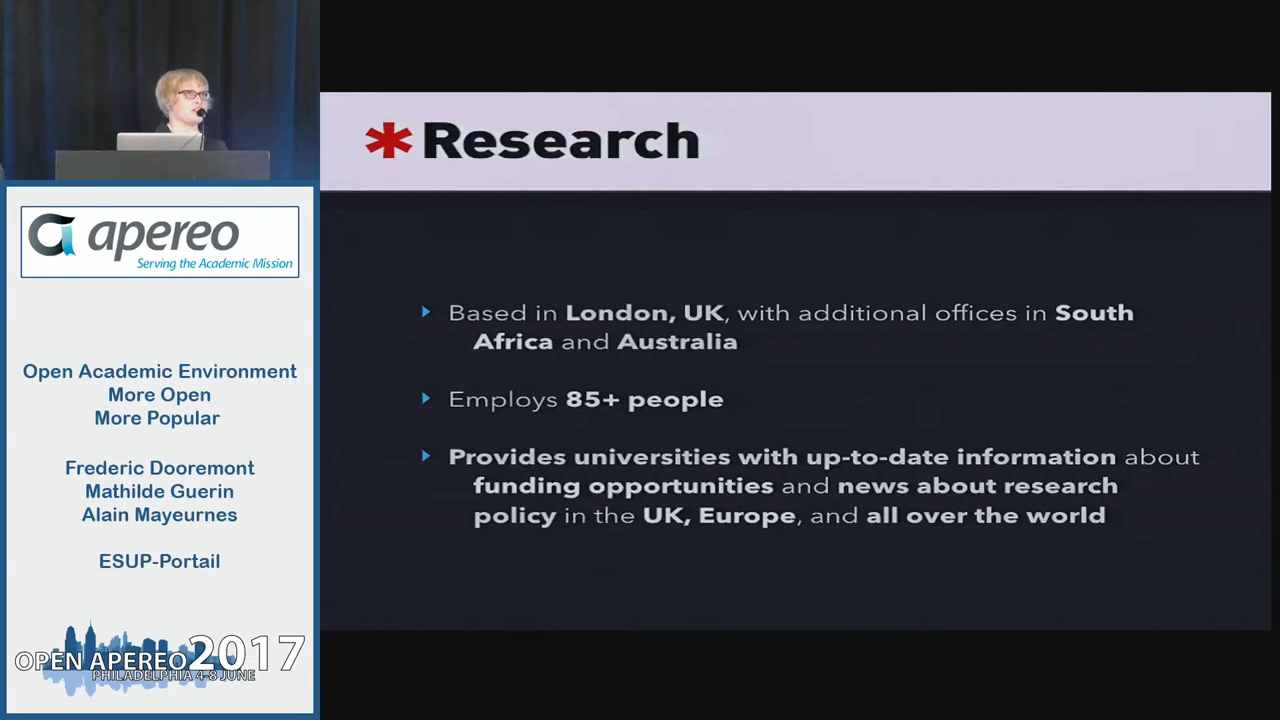 apereo
Serving the Academic Mission
Open Academic Environment
More Open
More Popular
Frederic Dooremont
Mathilde Guerin
Alain Mayeurnes
ESUP-Portail
OPEN APEREO 2017
PHILADELPHIA 4-8 JUNE
*Research
Based in London, UK, with additional offices in South
Africa and Australia
Employs 85+ people
Provides universities with up-to-date information about
funding opportunities and news about research
policy in the UK, Europe, and all over the world